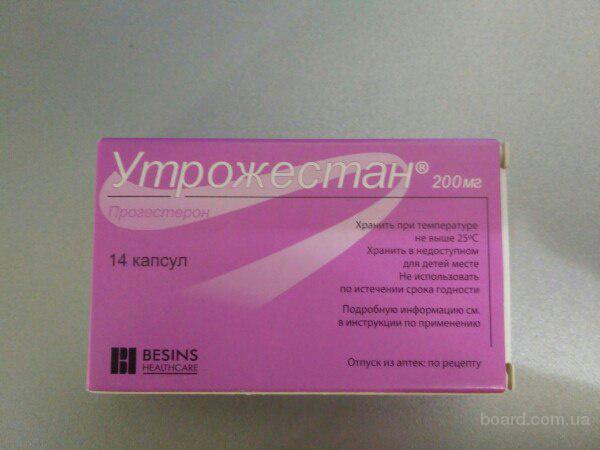 Утрожестан® 200мг
Прогестерон
14 капсул
Хранить при температуре
не выше 25°С
Хранить в недоступном
для детей месте
Не использовать
по истечении срока годности
Подробную информацию см.
в инструкции по применению
BESINS
HEALTHCARE
Отпуск из аптек: по рецепту
board.com.ua